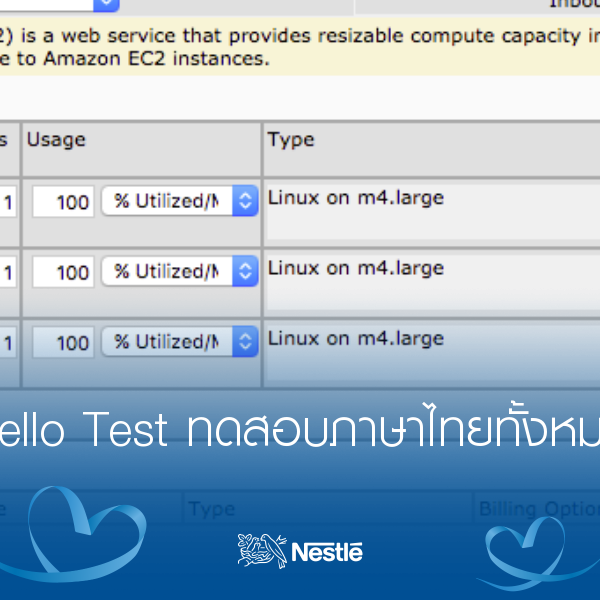 2) is a web service that provides resizable compute capacity in
e to Amazon EC2 instances.
s Usage Type
1 100 % Utilized/M Linux on m4.large
1 100 % Utilized/M Linux on m4.large
1 100 % Utilized/M Linux on m4.large
ello Test ทดสอบภาษาไทยทั้งหม
e Type Billing Option
Nestlé